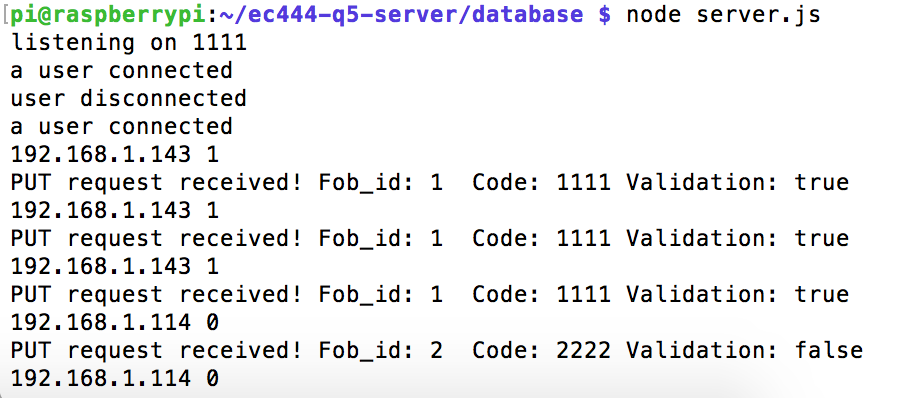 [pi@raspberrypi:~/ec444-q5-server/database $ node server.js
listening on 1111
a user connected
user disconnected
a user connected
192.168.1.143 1
PUT request received! Fob_id: 1  Code: 1111 Validation: true
192.168.1.143 1
PUT request received! Fob_id: 1  Code: 1111 Validation: true
192.168.1.143 1
PUT request received! Fob_id: 1  Code: 1111 Validation: true
192.168.1.114 0
PUT request received! Fob_id: 2  Code: 2222 Validation: false
192.168.1.114 0